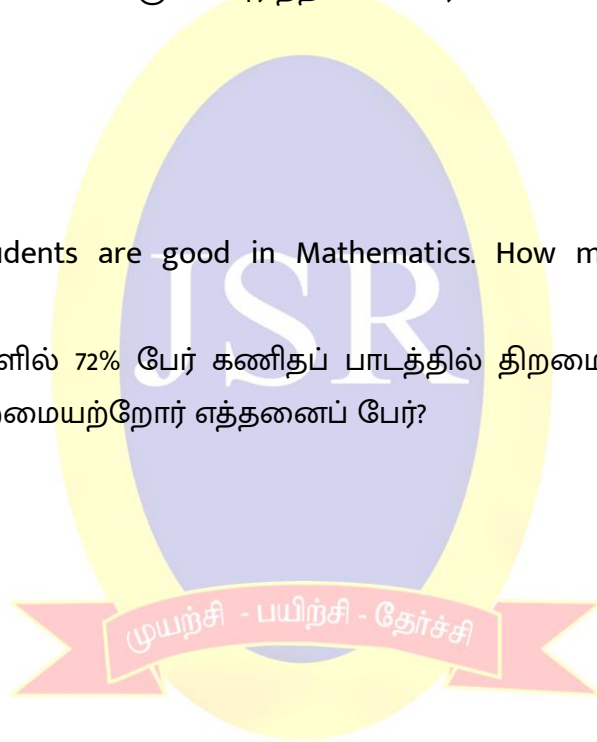 udents are good in Mathematics. How m
ளில் 72% பேர் கணிதப் பாடத்தில் திறமை
மையற்றோர் எத்தனைப் பேர்?
JSR
முயற்சி - பயிற்சி - தேர்ச்சி